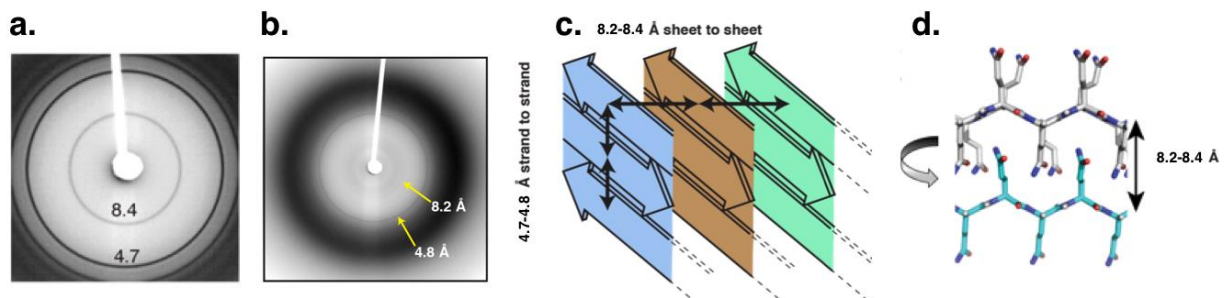 a.
8.4
4.7
b.
8.2 Å
4.8 Å
c.
8.2-8.4 Å sheet to sheet
4.7-4.8 Å strand to strand
d.
8.2-8.4 Å